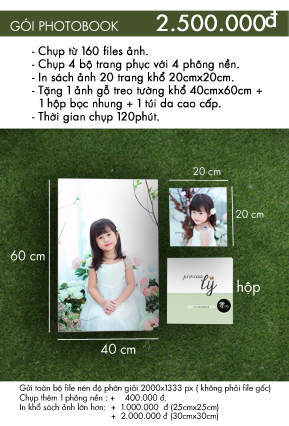 GÓI PHOTOBOOK 2.500.000đ
- Chụp từ 160 files ảnh.
- Chụp 4 bộ trang phục với 4 phông nền.
- In sách ảnh 20 trang khổ 20cmx20cm.
- Tặng 1 ảnh gỗ treo tường khổ 40cmx60cm +
1 hộp bọc nhung + 1 túi da cao cấp.
- Thời gian chụp 120phút.
20 cm
20 cm
60 cm
princess
lý
hộp
40 cm
Gửi toàn bộ file nén độ phân giải 2000x1333 px ( không phải file gốc)
Chụp thêm 1 phông nền : + 400.000 đ.
In khổ sách ảnh lớn hơn: + 1.000.000 đ (25cmx25cm)
+ 2.000.000 đ (30cmx30cm)